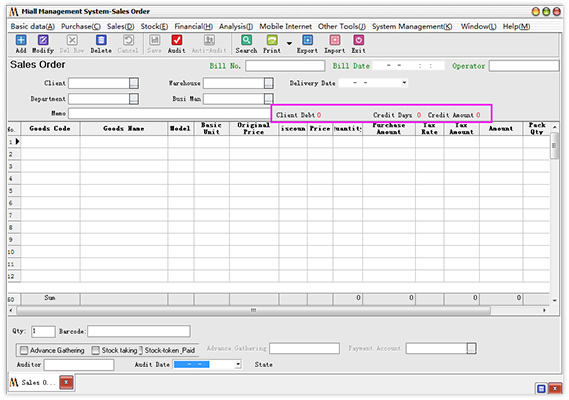 Miall Management System-Sales Order
Basic data(A) Purchase(C) Sales(D) Stock(E) Financial(H) Analysis(I) Mobile Internet Other Tools(J) System Management(K) Window(L) Help(M)
Add Modify Del Row Delete Cancel Save Audit Anti-Audit Search Print Export Import Exit
Sales Order Bill No. Bill Date - - : : Operator
Client Warehouse Delivery Date - -
Department Busi Man
Memo Client Debt 0 Credit Days 0 Credit Amount 0
No. Goods Code Goods Name Model Basic Unit Original Price iscoun Price uantity Purchase Amount Tax Rate Tax Amount Amount Pack Qty
1
2
3
4
5
6
7
8
9
10
11
12
60 Sum 0 0 0 0
Qty: 1 Barcode:
Advance Gathering Stock taking Stock-token_Paid Advance Gathering Payment Account
Auditor Audit Date - - State
Sales O... x